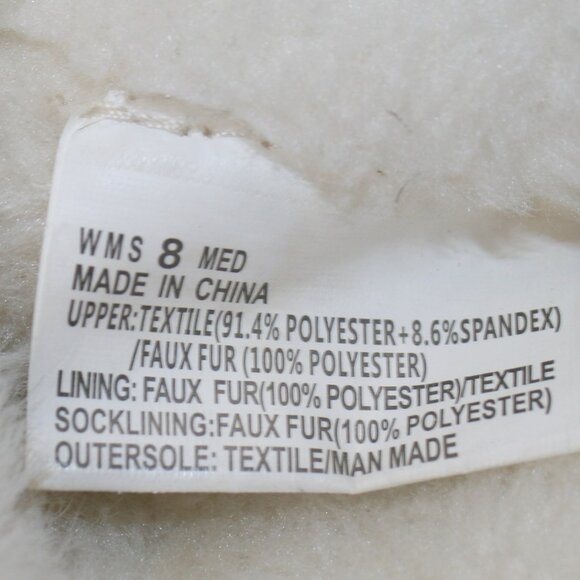 WMS 8 MED
MADE IN CHINA
UPPER:TEXTILE(91.4% POLYESTER+8.6%SPANDEX)
/FAUX FUR (100% POLYESTER)
LINING: FAUX FUR(100% POLYESTER)/TEXTILE
SOCKLINING:FAUX FUR(100% POLYESTER)
OUTERSOLE: TEXTILE/MAN MADE